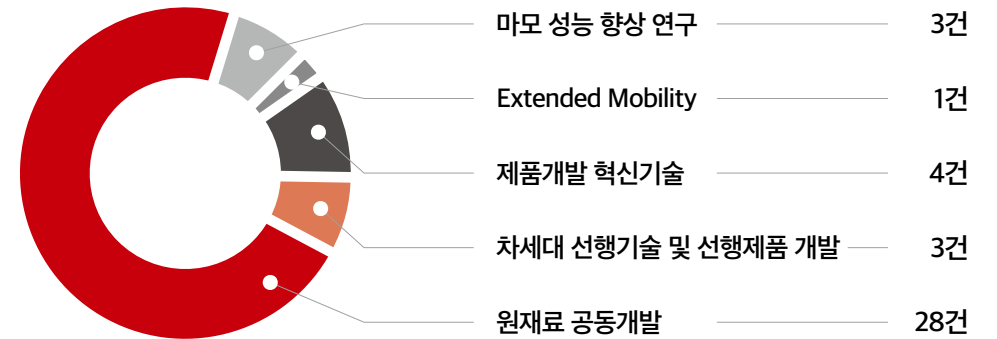 마모 성능 향상 연구 3건
Extended Mobility 1건
제품개발 혁신기술 4건
차세대 선행기술 및 선행제품 개발 3건
원재료 공동개발 28건